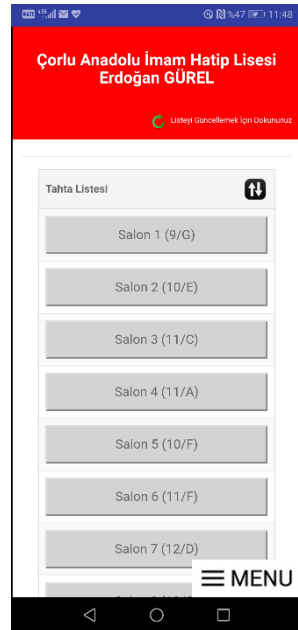 %47 11:48
Çorlu Anadolu İmam Hatip Lisesi
Erdoğan GÜREL
Listeyi Güncellemek İçin Dokununuz
Tahta Listesi
Salon 1 (9/G)
Salon 2 (10/E)
Salon 3 (11/C)
Salon 4 (11/A)
Salon 5 (10/F)
Salon 6 (11/F)
Salon 7 (12/D)
MENU